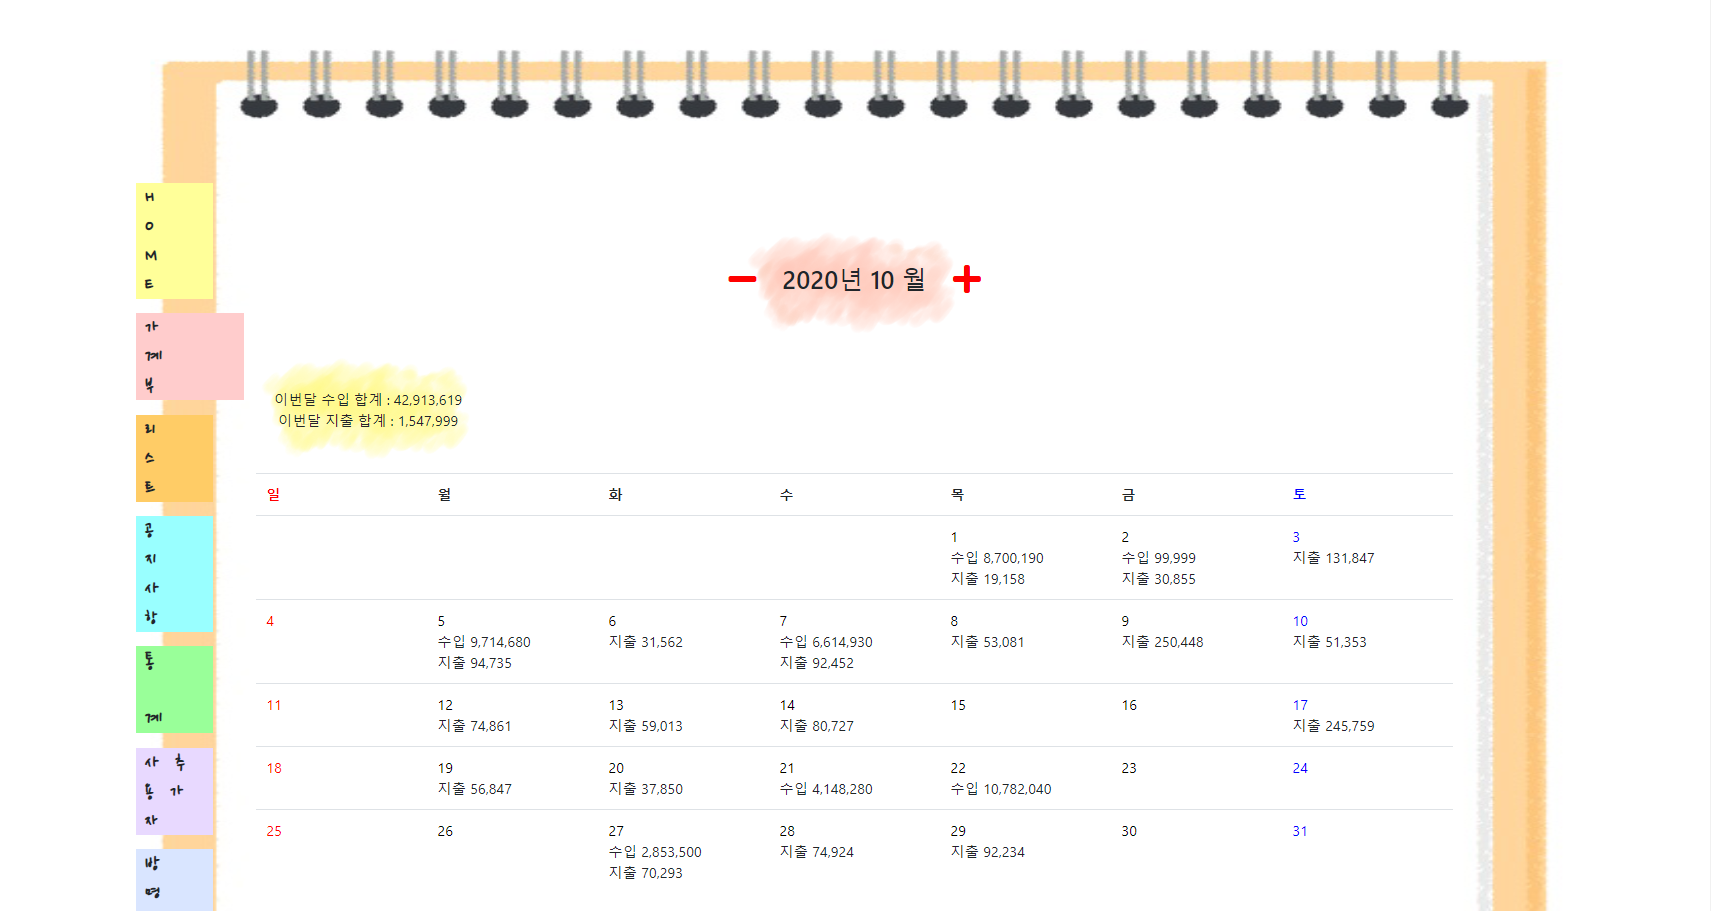 H
O
M
E
가
계
부
리
스
트
공
지
사
항
통
계
사 추
용 가
자
방
명
2020년 10 월
이번달 수입 합계 : 42,913,619
이번달 지출 합계 : 1,547,999
일 월 화 수 목 금 토
1
수입 8,700,190
지출 19,158
2
수입 99,999
지출 30,855
3
지출 131,847
4
5
수입 9,714,680
지출 94,735
6
지출 31,562
7
수입 6,614,930
지출 92,452
8
지출 53,081
9
지출 250,448
10
지출 51,353
11
12
지출 74,861
13
지출 59,013
14
지출 80,727
15
16
17
지출 245,759
18
19
지출 56,847
20
지출 37,850
21
수입 4,148,280
22
수입 10,782,040
23
24
25
26
27
수입 2,853,500
지출 70,293
28
지출 74,924
29
지출 92,234
30
31